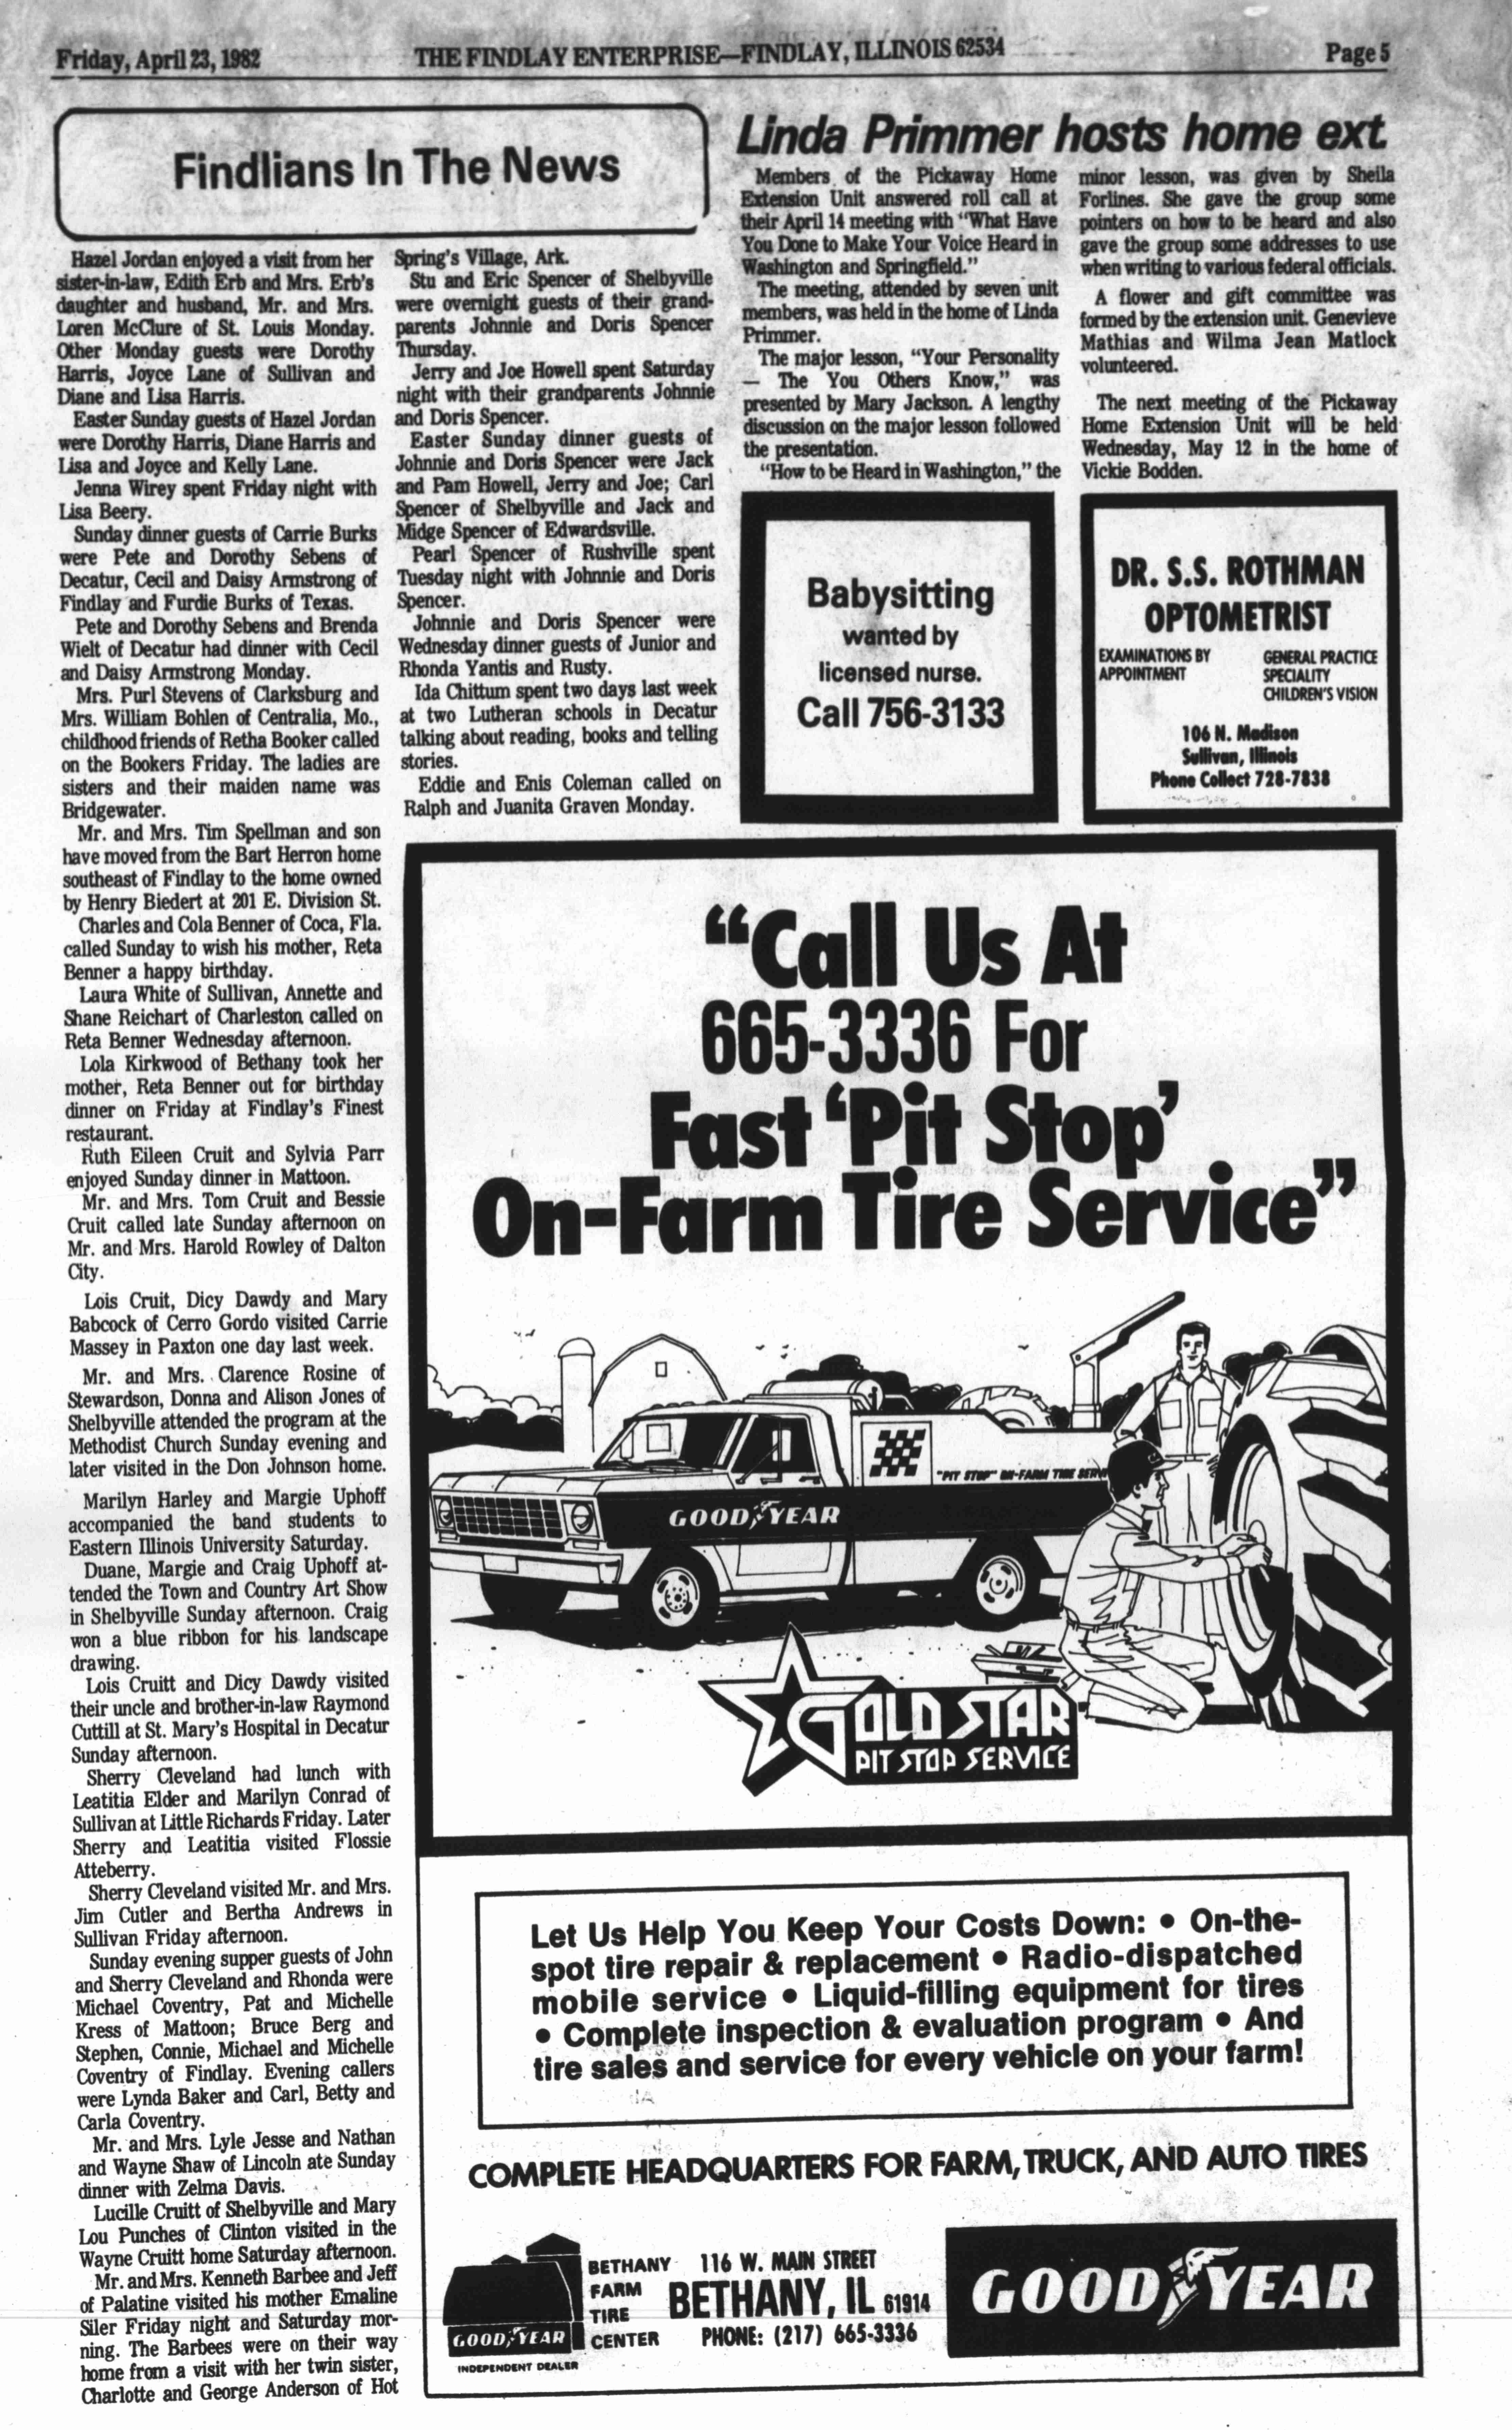 Friday, April 23, 1982
THE FINDLAY ENTERPRISE—FINDLAY, ILLINOIS 62534
Page 5
Findlians In The News
Hazel Jordan enjoyed a visit from her
sister-in-law, Edith Erb and Mrs. Erb's
daughter and husband, Mr. and Mrs.
Loren McClure of St. Louis Monday.
Other Monday guests were Dorothy
Harris, Joyce Lane of Sullivan and
Diane and Lisa Harris.
Easter Sunday guests of Hazel Jordan
were Dorothy Harris, Diane Harris and
Lisa and Joyce and Kelly Lane.
Jenna Wirey spent Friday night with
Lisa Beery.
Sunday dinner guests of Carrie Burks
were Pete and Dorothy Sebens of
Decatur, Cecil and Daisy Armstrong of
Findlay and Furdie Burks of Texas.
Pete and Dorothy Sebens and Brenda
Wielt of Decatur had dinner with Cecil
and Daisy Armstrong Monday.
Mrs. Purl Stevens of Clarksburg and
Mrs. William Bohlen of Centralia, Mo.,
childhood friends of Retha Booker called
on the Bookers Friday. The ladies are
sisters and their maiden name was
Bridgewater.
Mr. and Mrs. Tim Spellman and son
have moved from the Bart Herron home
southeast of Findlay to the home owned
by Henry Biedert at 201 E. Division St.
Charles and Cola Benner of Coca, Fla.
called Sunday to wish his mother, Reta
Benner a happy birthday.
Laura White of Sullivan, Annette and
Shane Reichart of Charleston called on
Reta Benner Wednesday afternoon.
Lola Kirkwood of Bethany took her
mother, Reta Benner out for birthday
dinner on Friday at Findlay's Finest
restaurant.
Ruth Eileen Cruit and Sylvia Parr
enjoyed Sunday dinner in Mattoon.
Mr. and Mrs. Tom Cruit and Bessie
Cruit called late Sunday afternoon on
Mr. and Mrs. Harold Rowley of Dalton
City.
Lois Cruit, Dicy Dawdy and Mary
Babcock of Cerro Gordo visited Carrie
Massey in Paxton one day last week.
Mr. and Mrs. Clarence Rosine of
Stewardson, Donna and Alison Jones of
Shelbyville attended the program at the
Methodist Church Sunday evening and
later visited in the Don Johnson home.
Marilyn Harley and Margie Uphoff
accompanied the band students to
Eastern Illinois University Saturday.
Duane, Margie and Craig Uphoff at-
tended the Town and Country Art Show
in Shelbyville Sunday afternoon. Craig
won a blue ribbon for his landscape
drawing.
Lois Cruitt and Dicy Dawdy visited
their uncle and brother-in-law Raymond
Cuttill at St. Mary's Hospital in Decatur
Sunday afternoon.
Sherry Cleveland had lunch with
Leatitia Elder and Marilyn Conrad of
Sullivan at Little Richards Friday. Later
Sherry and Leatitia visited Flossie
Atteberry.
Sherry Cleveland visited Mr. and Mrs.
Jim Cutler and Bertha Andrews in
Sullivan Friday afternoon.
Sunday evening supper guests of John
and Sherry Cleveland and Rhonda were
Michael Coventry, Pat and Michelle
Kress of Mattoon; Bruce Berg and
Stephen, Connie, Michael and Michelle
Coventry of Findlay. Evening callers
were Lynda Baker and Carl, Betty and
Carla Coventry.
Mr. and Mrs. Lyle Jesse and Nathan
and Wayne Shaw of Lincoln ate Sunday
dinner with Zelma Davis.
Lucille Cruitt of Shelbyville and Mary
Lou Punches of Clinton visited in the
Wayne Cruitt home Saturday afternoon.
Mr. and Mrs. Kenneth Barbee and Jeff
of Palatine visited his mother Emaline
Siler Friday night and Saturday mor-
ning. The Barbees were on their way
home from a visit with her twin sister,
Charlotte and George Anderson of Hot
Spring's Village, Ark.
Stu and Eric Spencer of Shelbyville
were overnight guests of their grand-
parents Johnnie and Doris Spencer
Thursday.
Jerry and Joe Howell spent Saturday
night with their grandparents Johnnie
and Doris Spencer.
Easter Sunday dinner guests of
Johnnie and Doris Spencer were Jack
and Pam Howell, Jerry and Joe; Carl
Spencer of Shelbyville and Jack and
Midge Spencer of Edwardsville.
Pearl Spencer of Rushville spent
Tuesday night with Johnnie and Doris
Spencer.
Johnnie and Doris Spencer were
Wednesday dinner guests of Junior and
Rhonda Yantis and Rusty.
Ida Chittum spent two days last week
at two Lutheran schools in Decatur
talking about reading, books and telling
stories.
Eddie and Enis Coleman called on
Ralph and Juanita Graven Monday.
Linda Primmer hosts home ext.
Members of the Pickaway Home
Extension Unit answered roll call at
their April 14 meeting with "What Have
You Done to Make Your Voice Heard in
Washington and Springfield."
The meeting, attended by seven unit
members, was held in the home of Linda
Primmer.
The major lesson, "Your Personality
— The You Others Know," was
presented by Mary Jackson. A lengthy
discussion on the major lesson followed
the presentation.
"How to be Heard in Washington," the
minor lesson, was given by Sheila
Forlines. She gave the group some
pointers on how to be heard and also
gave the group some addresses to use
when writing to various federal officials.
A flower and gift committee was
formed by the extension unit. Genevieve
Mathias and Wilma Jean Matlock
volunteered.
The next meeting of the Pickaway
Home Extension Unit will be held
Wednesday, May 12 in the home of
Vickie Bodden.
Babysitting
wanted by
licensed nurse.
Call 756-3133
DR. S.S. ROTHMAN
OPTOMETRIST
EXAMINATIONS BY
APPOINTMENT
GENERAL PRACTICE
SPECIALITY
CHILDREN'S VISION
106 N. Madison
Sullivan, Illinois
Phone Collect 728-7838
"Call Us At
665-3336 For
Fast 'Pit Stop'
On-Farm Tire Service"
"PIT STOP" ON-FARM TIRE SERV
GOODYEAR
GOLD STAR
PIT STOP SERVICE
Let Us Help You Keep Your Costs Down: • On-the-
spot tire repair & replacement • Radio-dispatched
mobile service • Liquid-filling equipment for tires
• Complete inspection & evaluation program • And
tire sales and service for every vehicle on your farm!
COMPLETE HEADQUARTERS FOR FARM, TRUCK, AND AUTO TIRES
GOODYEAR
INDEPENDENT DEALER
BETHANY
FARM
TIRE
CENTER
116 W. MAIN STREET
BETHANY, IL 61914
PHONE: (217) 665-3336
GOODYEAR